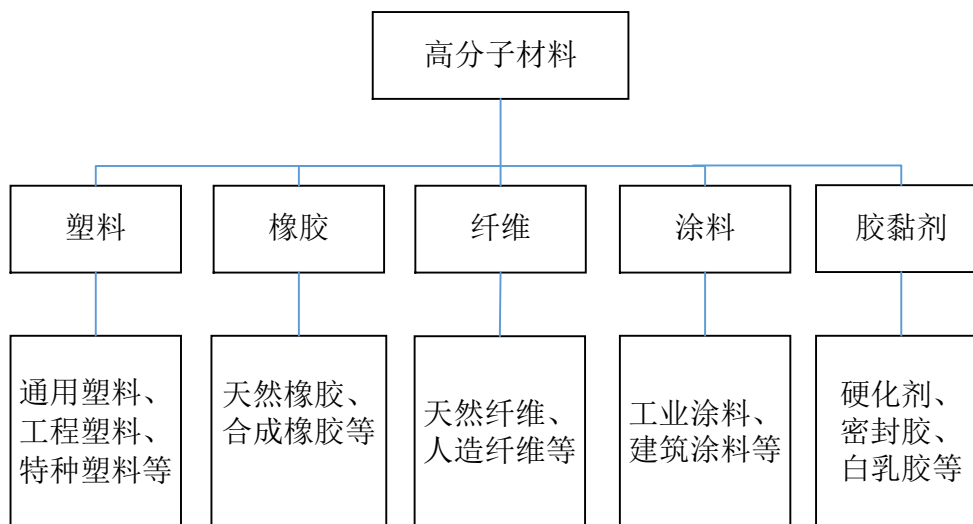 高分子材料
塑料
橡胶
纤维
涂料
胶黏剂
通用塑料、
工程塑料、
特种塑料等
天然橡胶、
合成橡胶等
天然纤维、
人造纤维等
工业涂料、
建筑涂料等
硬化剂、
密封胶、
白乳胶等